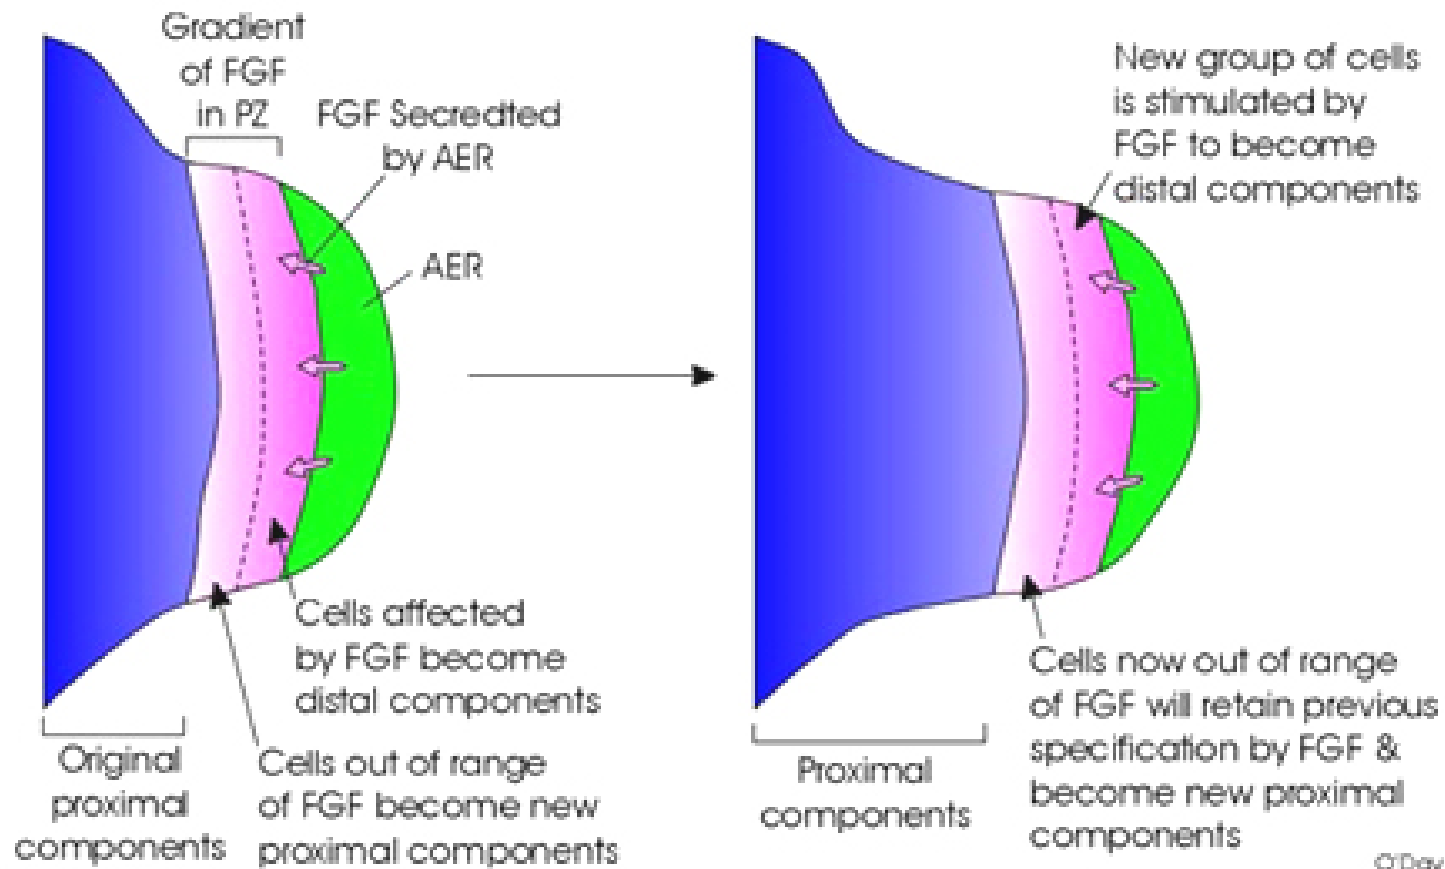 Gradient
of FGF
in PZ
FGF Secredted
by AER
AER
Cells affected
by FGF become
distal components
Original
proximal
components
Cells out of range
of FGF become new
proximal components
New group of cells
is stimulated by
FGF to become
distal components
Proximal
components
Cells now out of range
of FGF will retain previous
specification by FGF &
become new proximal
components
O'Day